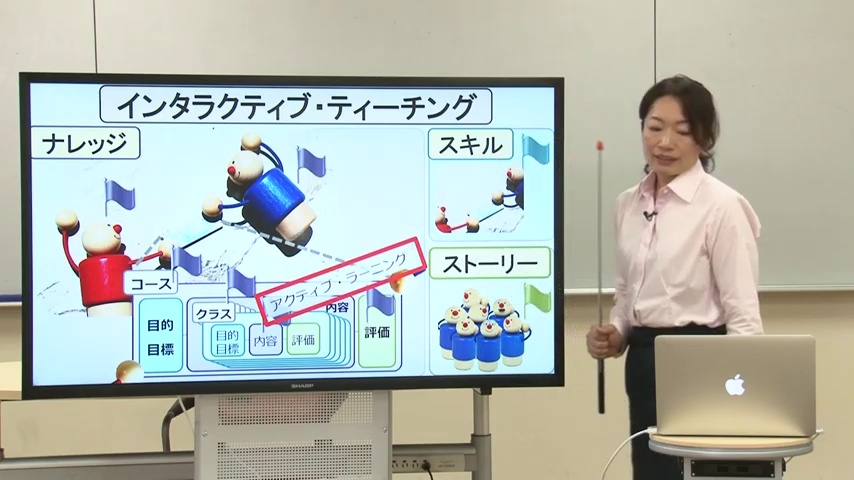 インタラクティブ・ティーチング
ナレッジ
スキル
アクティブ・ラーニング
ストーリー
コース
クラス
内容
目的
目標
目的
目標
内容
評価
評価
SHARP